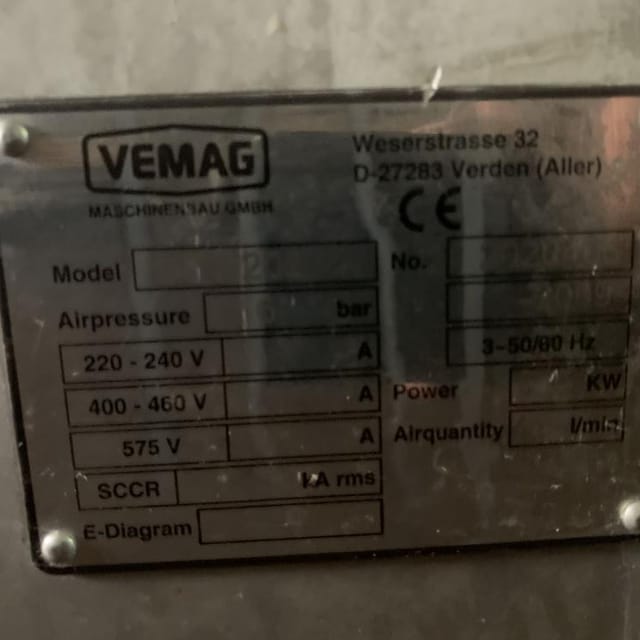 VEMAG
MASCHINENBAU GMBH
Weserstrasse 32
D-27283 Verden (Aller)
CE
Model
No.
Airpressure bar
220 - 240 V A
3~50/60 Hz
400 - 460 V A
Power KW
575 V A
Airquantity l/min
SCCR kA rms
E-Diagram